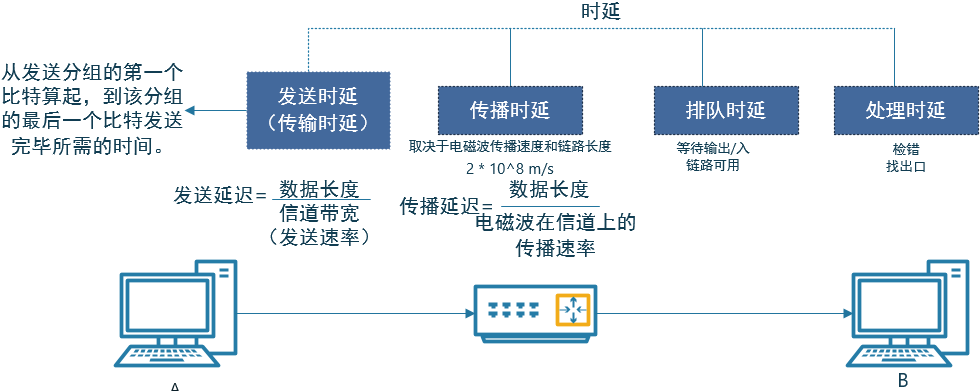 时延
从发送分组的第一个
比特算起，到该分组
的最后一个比特发送
完毕所需的时间。
发送时延
（传输时延）
传播时延
排队时延
处理时延
取决于电磁波传播速度和链路长度
2 * 10^8 m/s
等待输出/入
链路可用
检错
找出口
发送延迟=
数据长度
信道带宽
（发送速率）
传播延迟=
数据长度
电磁波在信道上的
传播速率
A
B